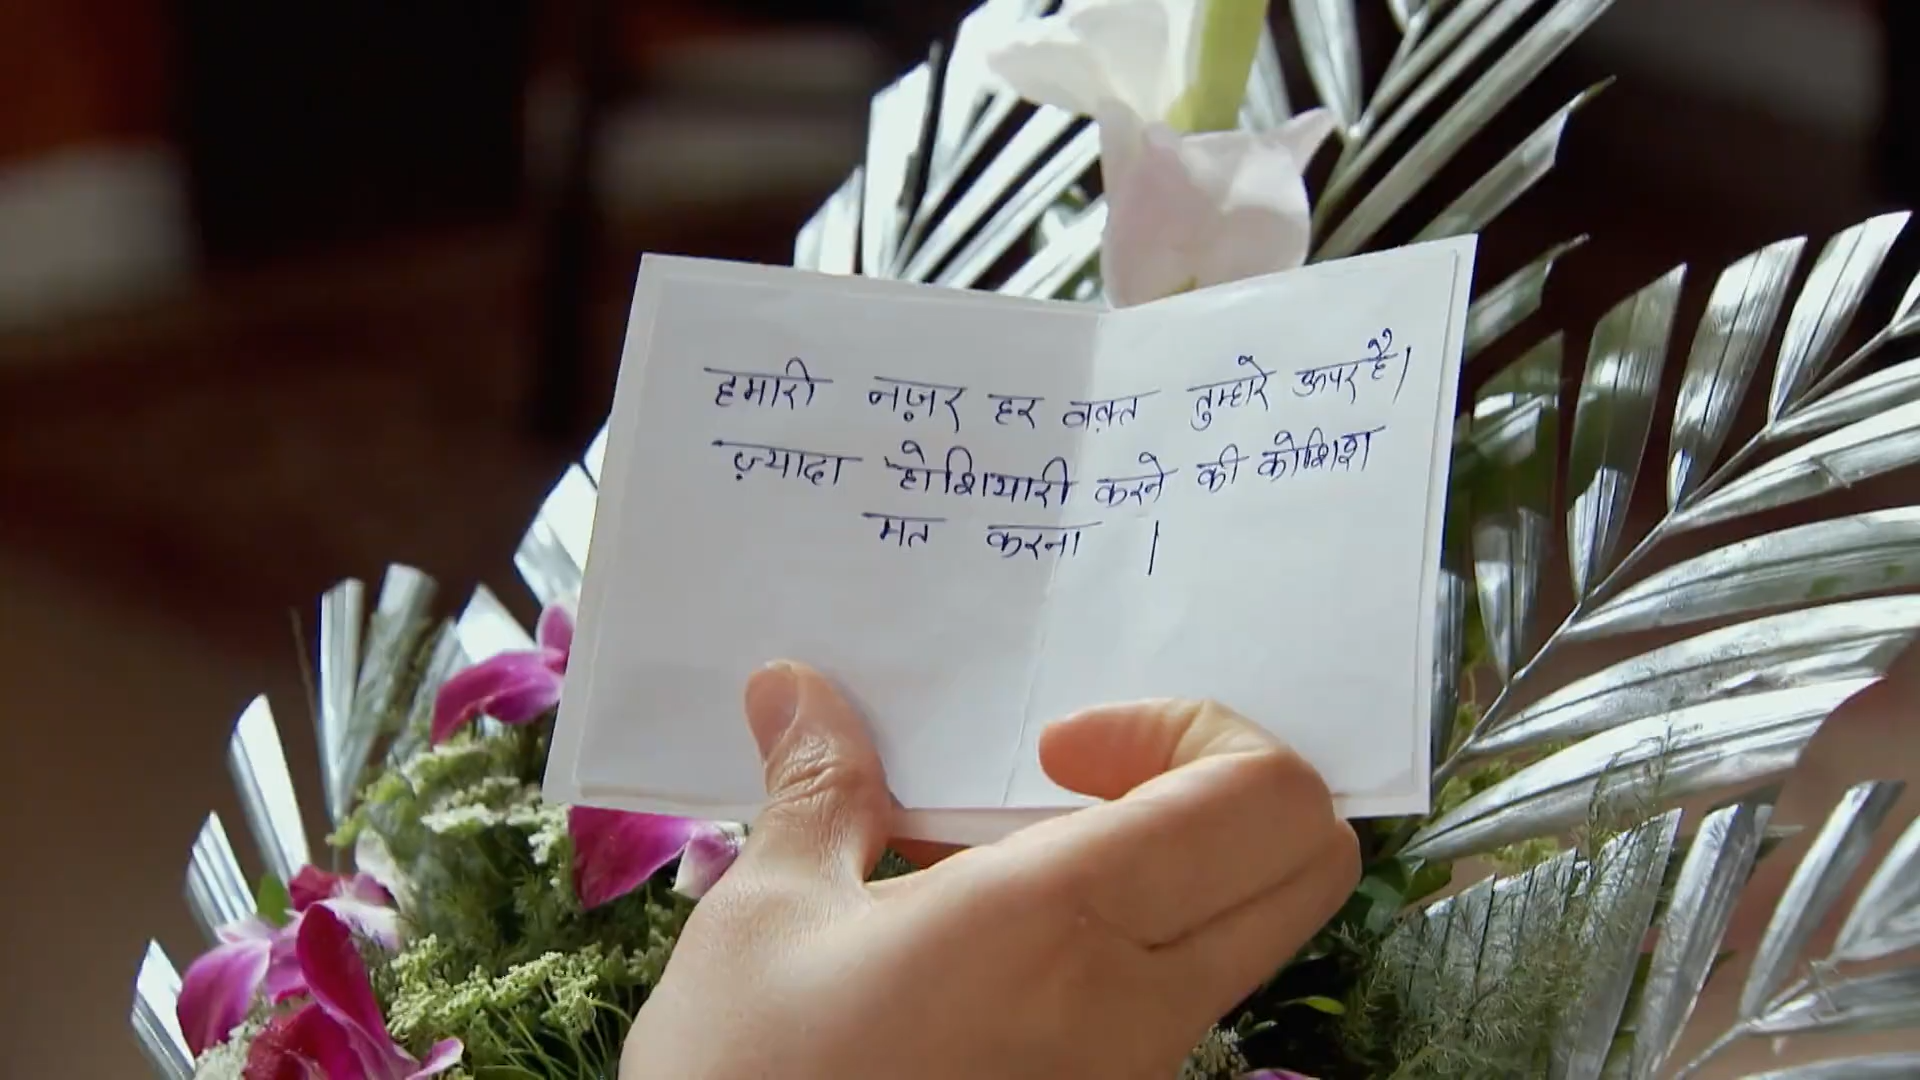 हमारी नज़र हर वक़्त तुम्हारे ऊपर है।
ज़्यादा होशियारी करने की कोशिश
मत करना ।